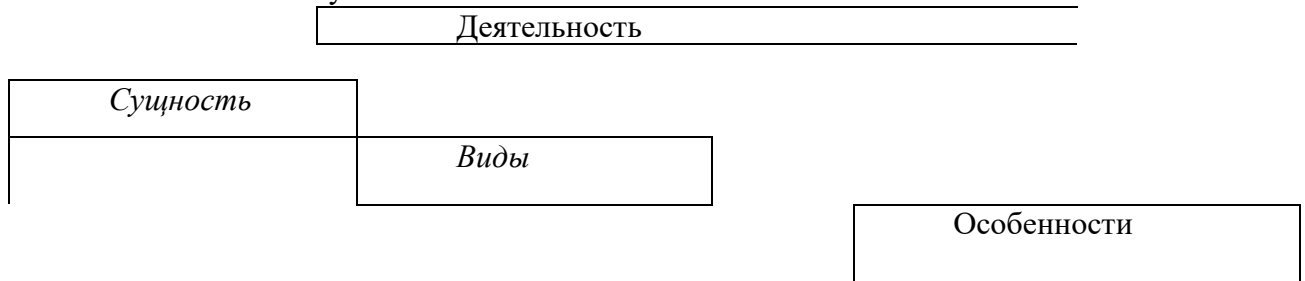 Деятельность
Сущность
Виды
Особенности